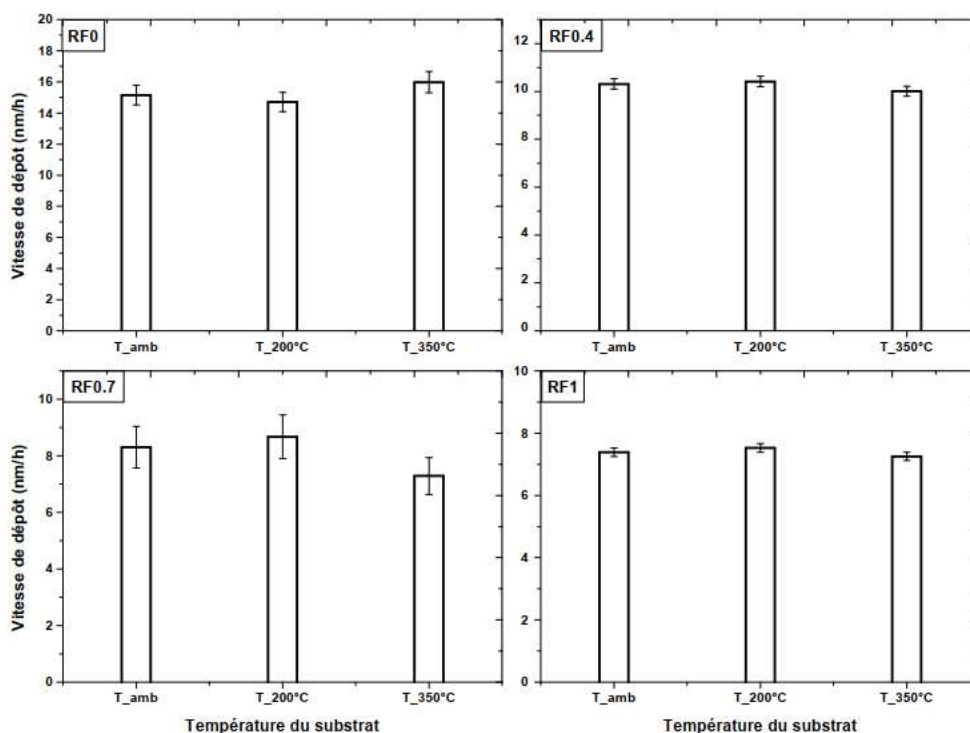 RF0
Vitesse de dépôt (nm/h)
20
18
16
14
12
10
8
6
4
2
0
T_amb
T_200°C
T_350°C
RF0.4
12
10
8
6
4
2
0
T_amb
T_200°C
T_350°C
RF0.7
Vitesse de dépôt (nm/h)
10
8
6
4
2
0
T_amb
T_200°C
T_350°C
Température du substrat
RF1
10
8
6
4
2
0
T_amb
T_200°C
T_350°C
Température du substrat